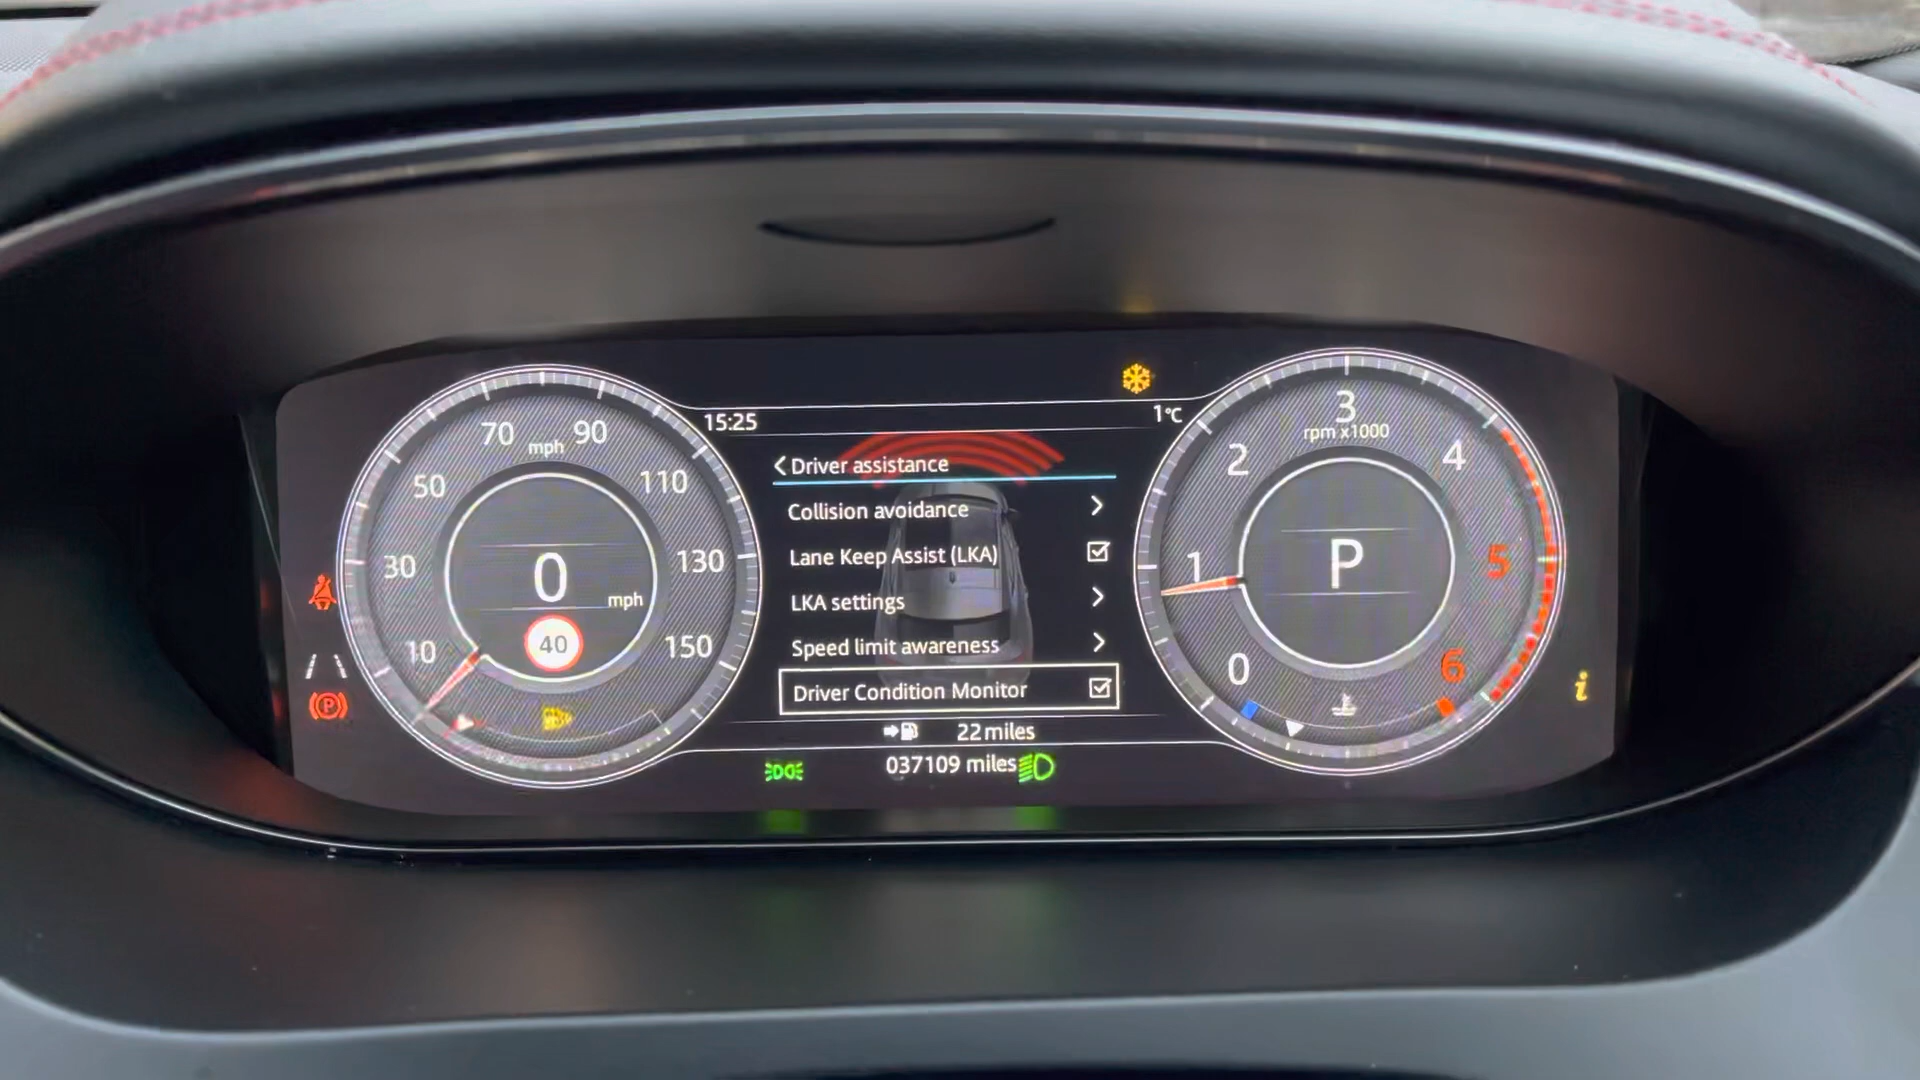 15:25
1°C
Driver assistance
Collision avoidance
Lane Keep Assist (LKA)
LKA settings
Speed limit awareness
Driver Condition Monitor
22 miles
037109 miles
10
30
50
70
mph
90
110
130
150
0
mph
40
0
1
2
3
rpm x1000
4
5
6
P
P
i